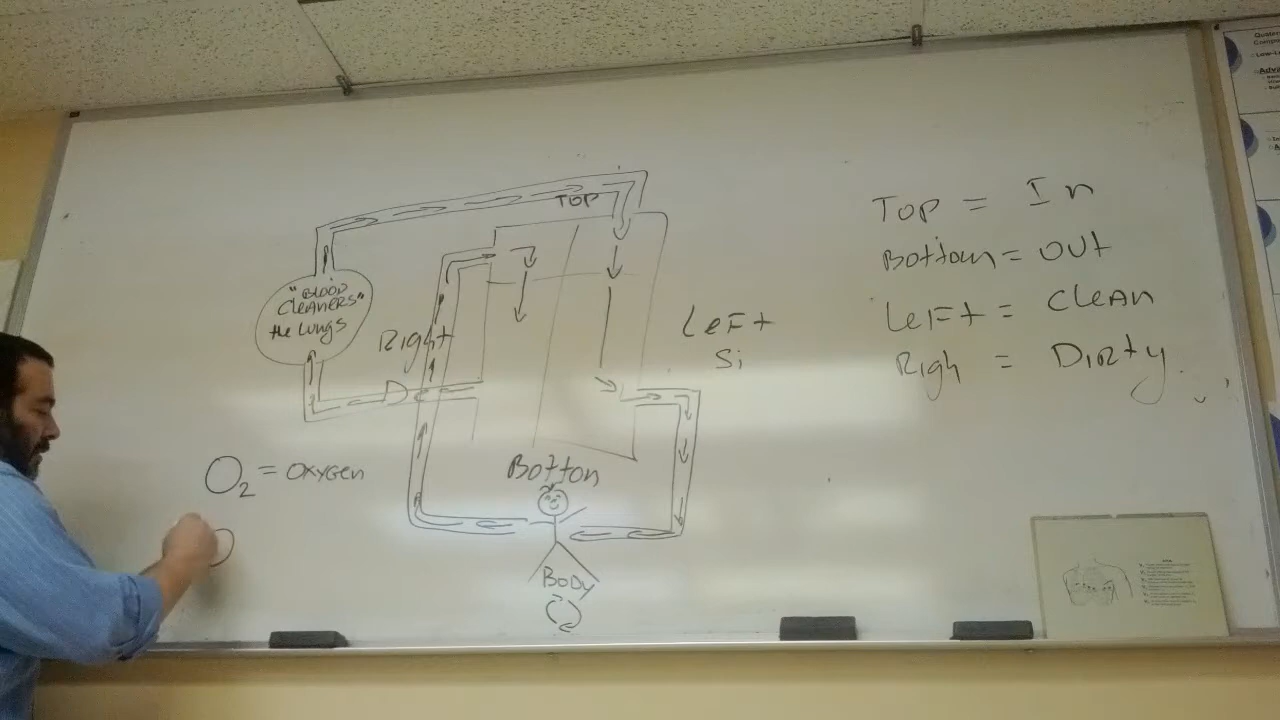 TOP
"BLOOD
CLEANERS"
the Lungs
Right
LeFt
Si
O2 = OXYGEN
Botton
BODY
TOP = In
Bottom = OUt
LeFt = CleAn
Righ = DIRty